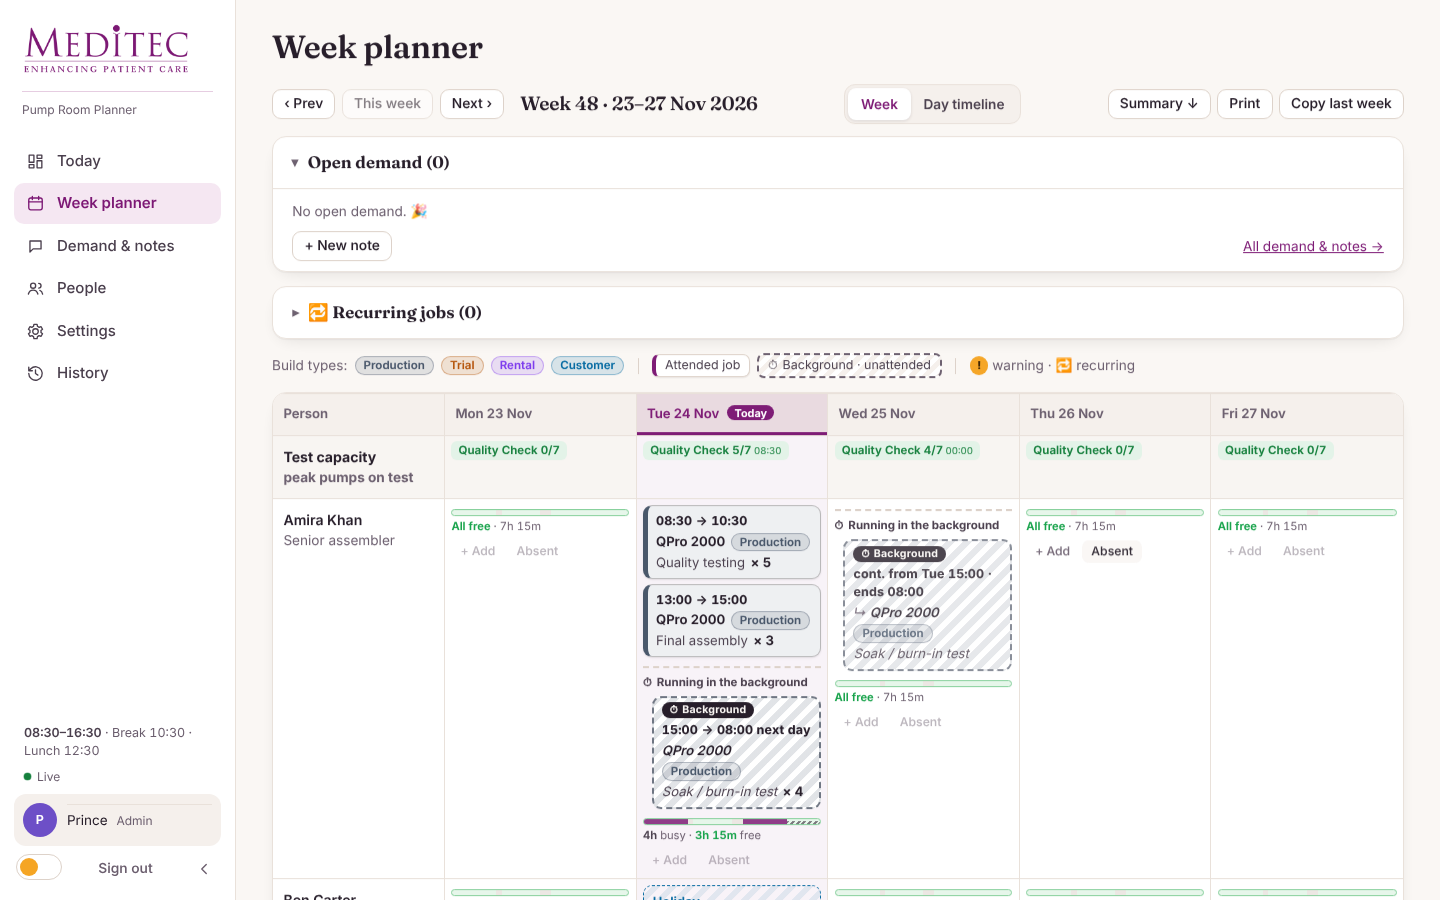 MEDITEC
ENHANCING PATIENT CARE
Pump Room Planner
Today
Week planner
Demand & notes
People
Settings
History
08:30–16:30 · Break 10:30 ·
Lunch 12:30
Live
P Prince Admin
Sign out
Week planner
‹ Prev This week Next › Week 48 · 23–27 Nov 2026 Week Day timeline Summary ↓ Print Copy last week
▾ Open demand (0)
No open demand. 🎉
+ New note All demand & notes →
▸ 🔁 Recurring jobs (0)
Build types: Production Trial Rental Customer Attended job ⏱ Background · unattended ! warning · 🔁 recurring
Person Mon 23 Nov Tue 24 Nov Today Wed 25 Nov Thu 26 Nov Fri 27 Nov
Test capacity
peak pumps on test
Quality Check 0/7
Quality Check 5/7 08:30
Quality Check 4/7 00:00
Quality Check 0/7
Quality Check 0/7
Amira Khan
Senior assembler
All free · 7h 15m
+ Add Absent
08:30 → 10:30
QPro 2000 Production
Quality testing × 5
13:00 → 15:00
QPro 2000 Production
Final assembly × 3
⏱ Running in the background
⏱ Background
15:00 → 08:00 next day
QPro 2000
Production
Soak / burn-in test × 4
4h busy · 3h 15m free
+ Add Absent
⏱ Running in the background
⏱ Background
cont. from Tue 15:00 ·
ends 08:00
↪ QPro 2000
Production
Soak / burn-in test
All free · 7h 15m
+ Add Absent
All free · 7h 15m
+ Add Absent
All free · 7h 15m
+ Add Absent
Ben Carter
Holiday